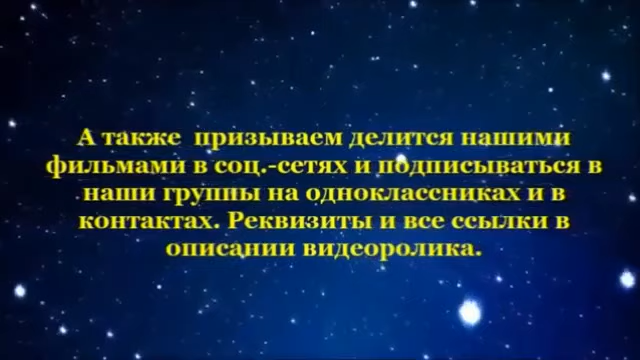 А также призываем делится нашими
фильмами в соц.-сетях и подписываться в
наши группы на одноклассниках и в
контактах. Реквизиты и все ссылки в
описании видеоролика.